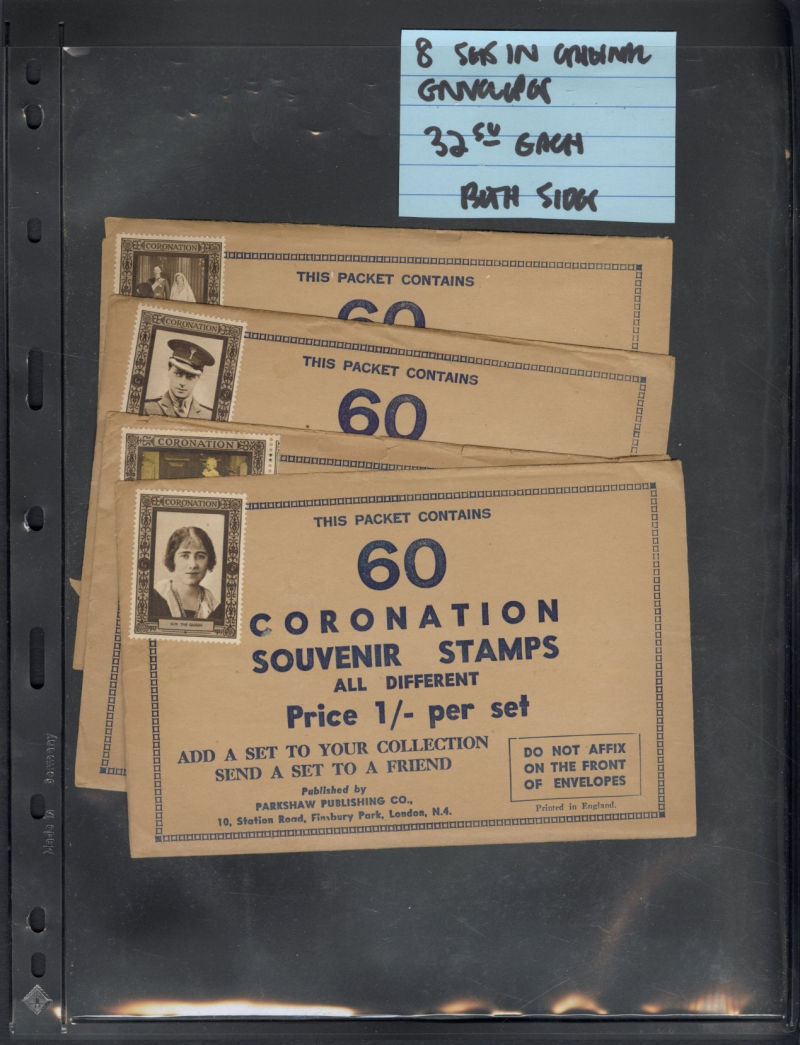 8 SETS IN ORIGINAL
ENVELOPES
32 50 EACH
BOTH SIDES
CORONATION
THIS PACKET CONTAINS
60
CORONATION
THIS PACKET CONTAINS
60
CORONATION
CORONATION
H.M. THE QUEEN
THIS PACKET CONTAINS
60
CORONATION
SOUVENIR STAMPS
ALL DIFFERENT
Price 1/- per set
ADD A SET TO YOUR COLLECTION
SEND A SET TO A FRIEND
Published by
PARKSHAW PUBLISHING CO.,
10, Station Road, Finsbury Park, London, N.4.
DO NOT AFFIX
ON THE FRONT
OF ENVELOPES
Printed in England.
Made in Germany